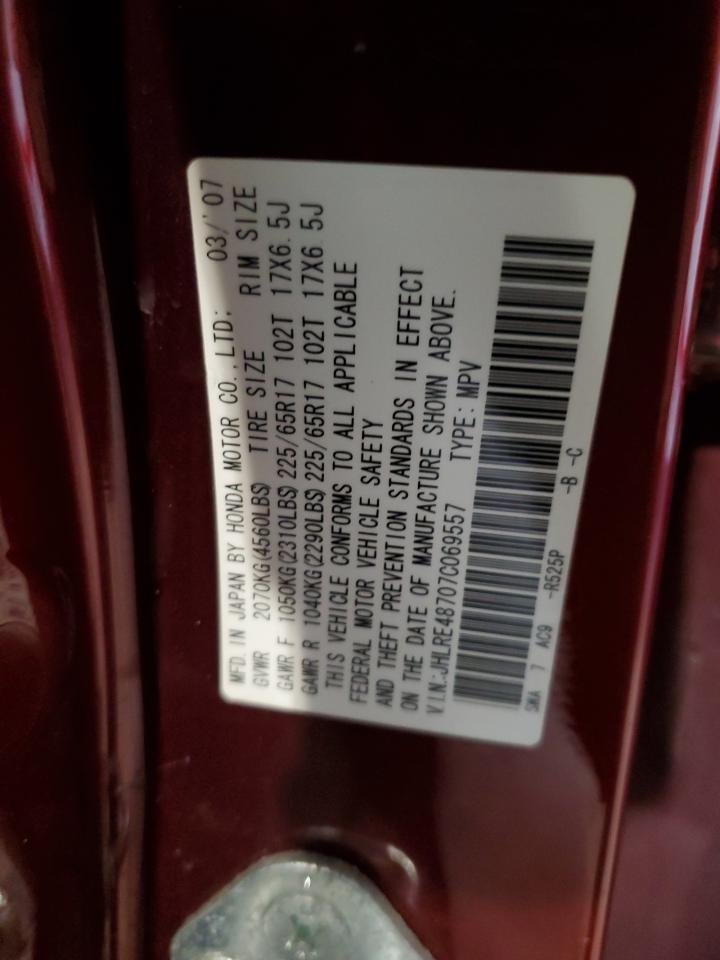 MFD. IN JAPAN BY HONDA MOTOR CO., LTD: 03/'07
GVWR 2070KG(4560LBS) TIRE SIZE RIM SIZE
GAWR F 1050KG(2310LBS) 225/65R17 102T 17X6.5J
GAWR R 1040KG(2290LBS) 225/65R17 102T 17X6.5J
THIS VEHICLE CONFORMS TO ALL APPLICABLE
FEDERAL MOTOR VEHICLE SAFETY
AND THEFT PREVENTION STANDARDS IN EFFECT
ON THE DATE OF MANUFACTURE SHOWN ABOVE.
V.I.N.:JHLRE48707C069557 TYPE: MPV
SWA 7 AC9 -R525P -B -C